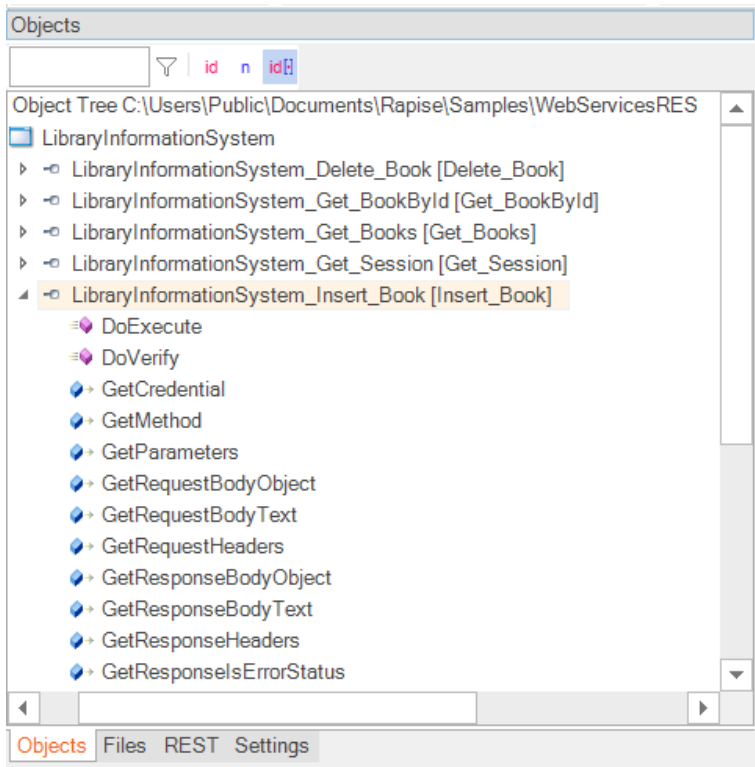 Objects
id n id[·]
Object Tree C:\Users\Public\Documents\Rapise\Samples\WebServicesRES
LibraryInformationSystem
LibraryInformationSystem_Delete_Book [Delete_Book]
LibraryInformationSystem_Get_BookById [Get_BookById]
LibraryInformationSystem_Get_Books [Get_Books]
LibraryInformationSystem_Get_Session [Get_Session]
LibraryInformationSystem_Insert_Book [Insert_Book]
DoExecute
DoVerify
GetCredential
GetMethod
GetParameters
GetRequestBodyObject
GetRequestBodyText
GetRequestHeaders
GetResponseBodyObject
GetResponseBodyText
GetResponseHeaders
GetResponseIsErrorStatus
Objects Files REST Settings